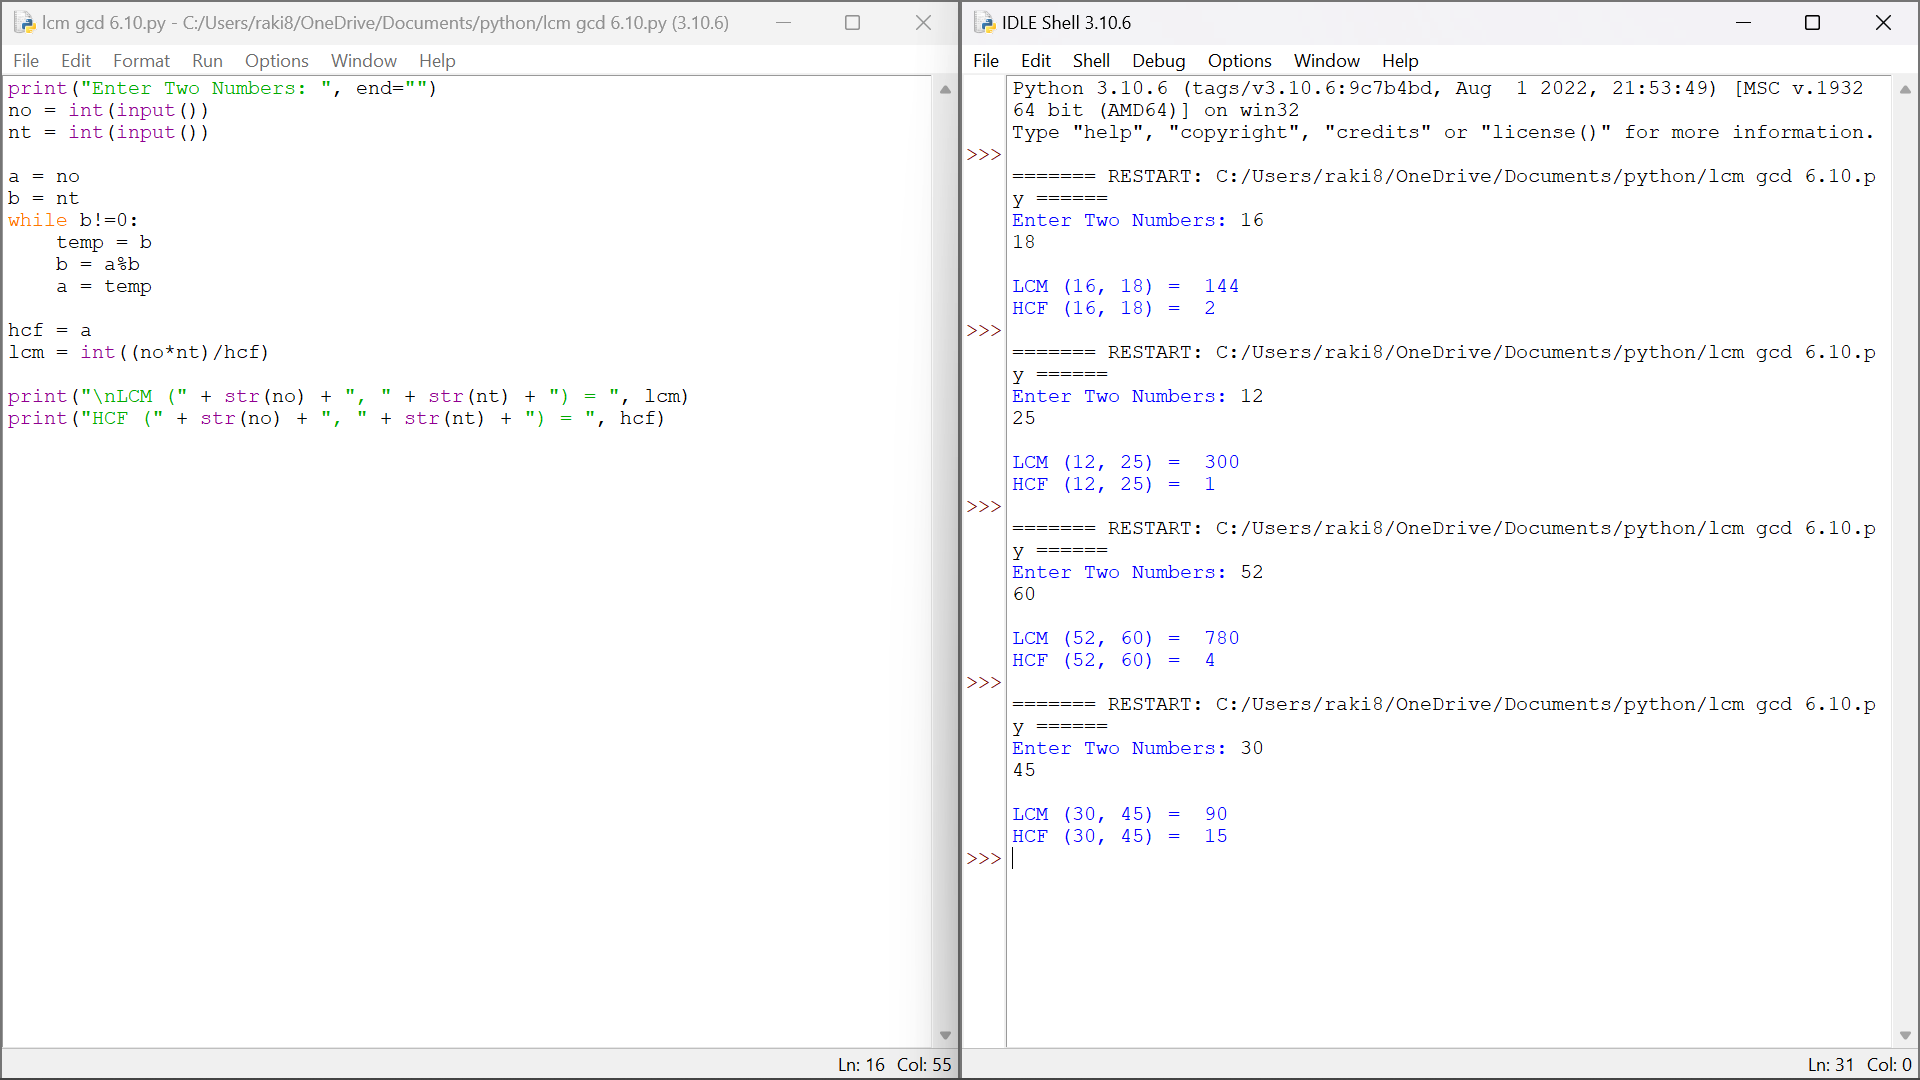 lcm gcd 6.10.py - C:/Users/raki8/OneDrive/Documents/python/lcm gcd 6.10.py (3.10.6)
File Edit Format Run Options Window Help
print("Enter Two Numbers: ", end="")
no = int(input())
nt = int(input())

a = no
b = nt
while b!=0:
    temp = b
    b = a%b
    a = temp

hcf = a
lcm = int((no*nt)/hcf)

print("\nLCM (" + str(no) + ", " + str(nt) + ") = ", lcm)
print("HCF (" + str(no) + ", " + str(nt) + ") = ", hcf)
Ln: 16 Col: 55
IDLE Shell 3.10.6
File Edit Shell Debug Options Window Help
Python 3.10.6 (tags/v3.10.6:9c7b4bd, Aug  1 2022, 21:53:49) [MSC v.1932
64 bit (AMD64)] on win32
Type "help", "copyright", "credits" or "license()" for more information.
>>>
======= RESTART: C:/Users/raki8/OneDrive/Documents/python/lcm gcd 6.10.p
y ======
Enter Two Numbers: 16
18

LCM (16, 18) =  144
HCF (16, 18) =  2
>>>
======= RESTART: C:/Users/raki8/OneDrive/Documents/python/lcm gcd 6.10.p
y ======
Enter Two Numbers: 12
25

LCM (12, 25) =  300
HCF (12, 25) =  1
>>>
======= RESTART: C:/Users/raki8/OneDrive/Documents/python/lcm gcd 6.10.p
y ======
Enter Two Numbers: 52
60

LCM (52, 60) =  780
HCF (52, 60) =  4
>>>
======= RESTART: C:/Users/raki8/OneDrive/Documents/python/lcm gcd 6.10.p
y ======
Enter Two Numbers: 30
45

LCM (30, 45) =  90
HCF (30, 45) =  15
>>>
Ln: 31 Col: 0